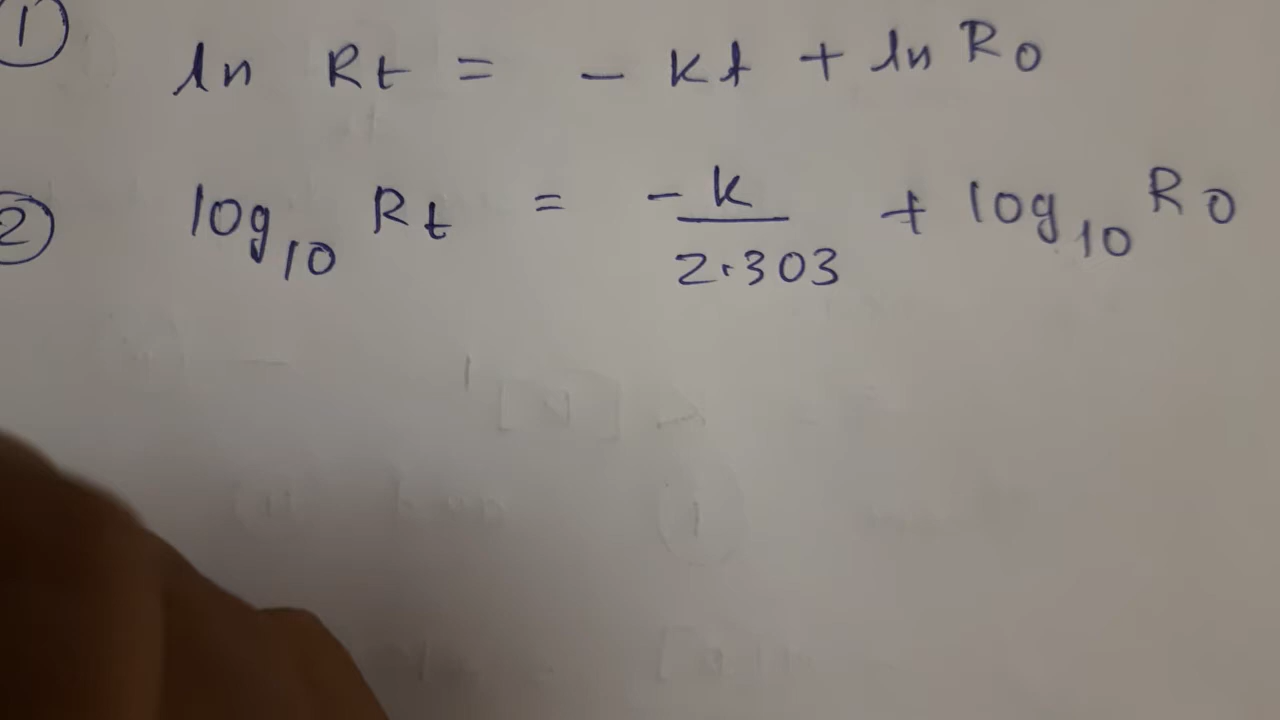 ① ln Rt = - kt + ln R0
② log10 Rt = -k/2.303 + log10 R0